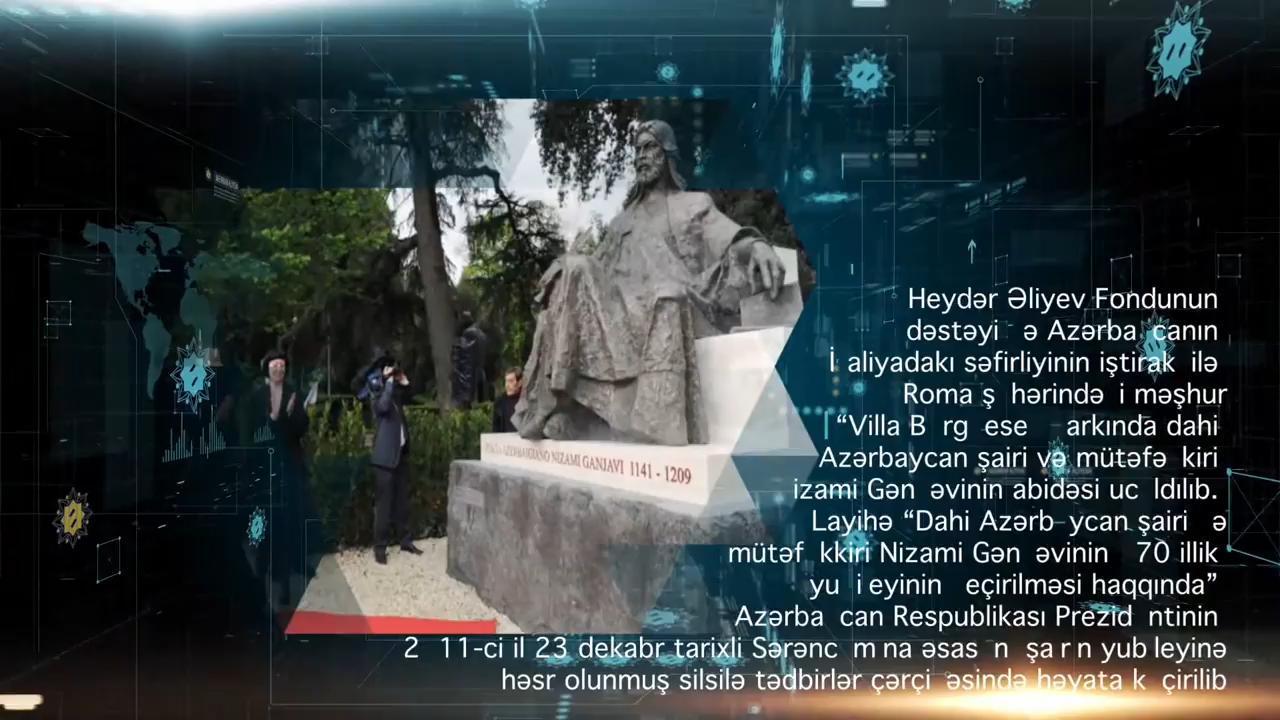 AZERBAIGIANO NIZAMI GANJAVI 1141 - 1209
Heydər Əliyev Fondunun
dəstəyi ə Azərba canın
İ aliyadakı səfirliyinin iştirak ilə
Roma ş hərində i məşhur
“Villa B rg ese arkında dahi
Azərbaycan şairi və mütəfə kiri
izami Gən əvinin abidəsi uc ldılıb.
Layihə “Dahi Azərb ycan şairi ə
mütəf kkiri Nizami Gən əvinin 70 illik
yu i eyinin eçirilməsi haqqında”
Azərba can Respublikası Prezid ntinin
2 11-ci il 23 dekabr tarixli Sərənc m na əsas n şa r n yub leyinə
həsr olunmuş silsilə tədbirlər çərçi əsində həyata k çirilib